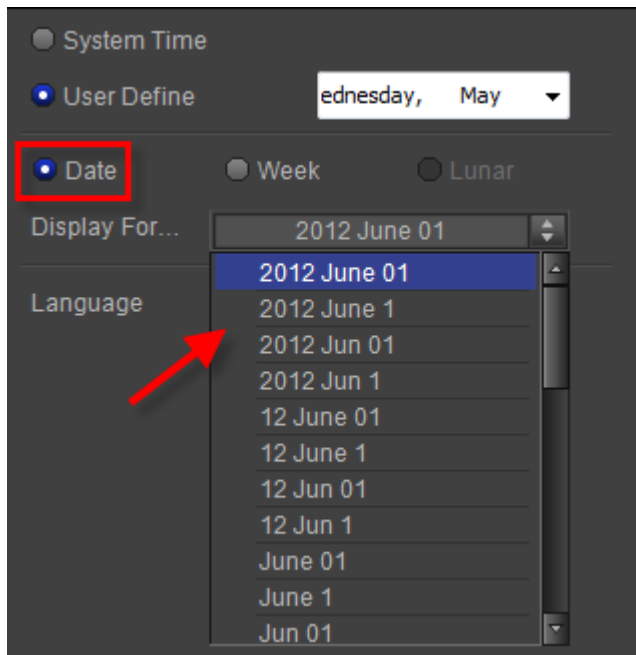 System Time
User Define ednesday, May
Date Week Lunar
Display For... 2012 June 01
2012 June 01
Language 2012 June 1
2012 Jun 01
2012 Jun 1
12 June 01
12 June 1
12 Jun 01
12 Jun 1
June 01
June 1
Jun 01